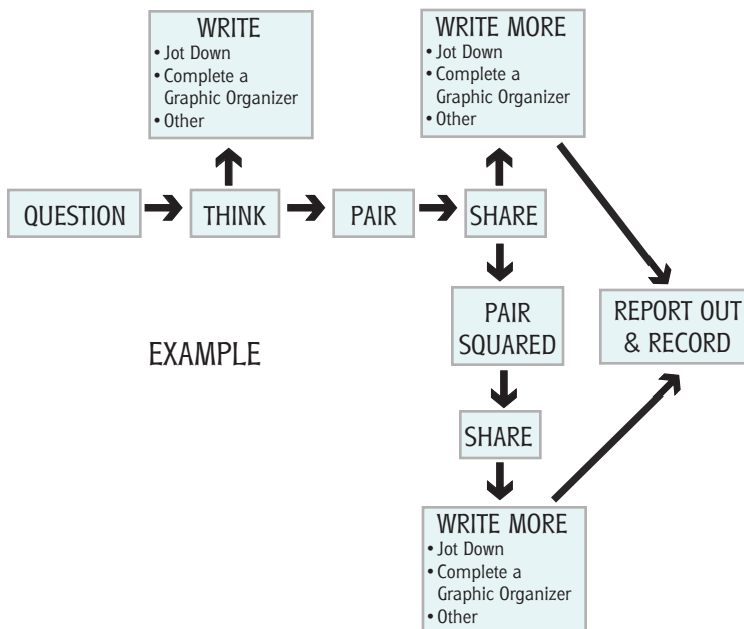 WRITE
• Jot Down
• Complete a
Graphic Organizer
• Other
WRITE MORE
• Jot Down
• Complete a
Graphic Organizer
• Other
QUESTION
THINK
PAIR
SHARE
PAIR
SQUARED
REPORT OUT
& RECORD
EXAMPLE
SHARE
WRITE MORE
• Jot Down
• Complete a
Graphic Organizer
• Other